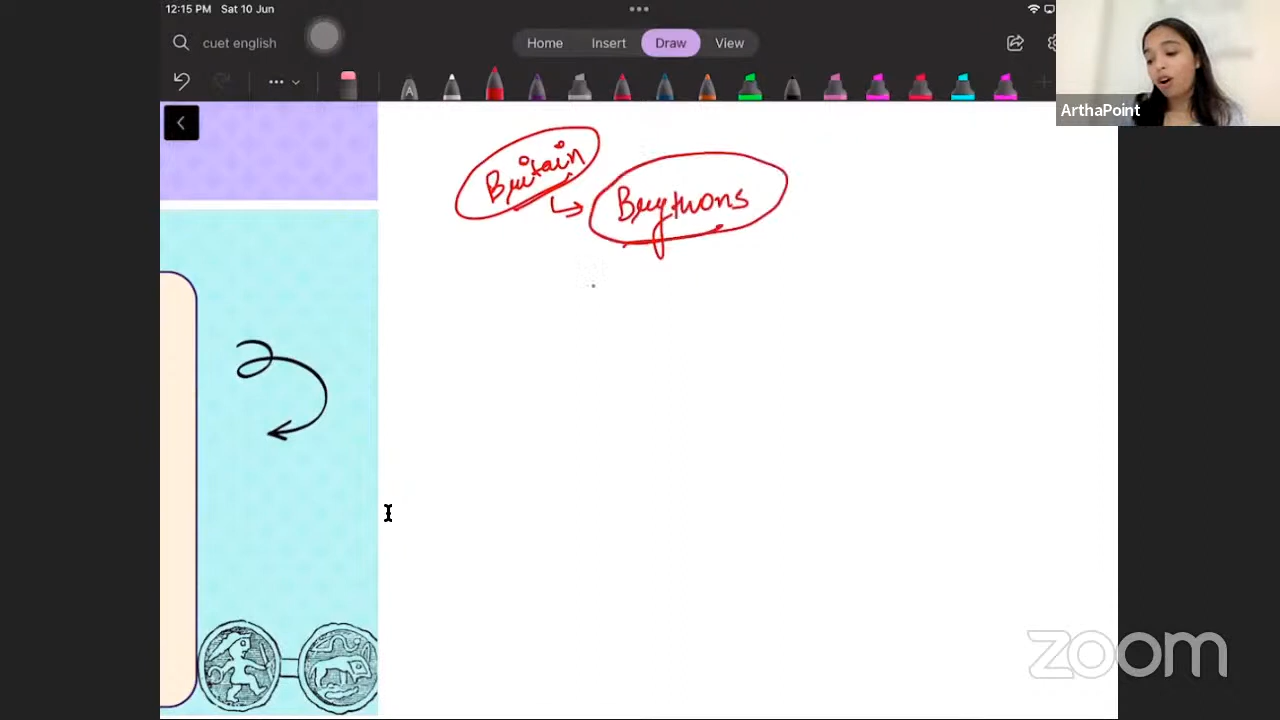 12:15 PM Sat 10 Jun
cuet english
Home Insert Draw View
A
ArthaPoint
Britain
Brythons
zoom